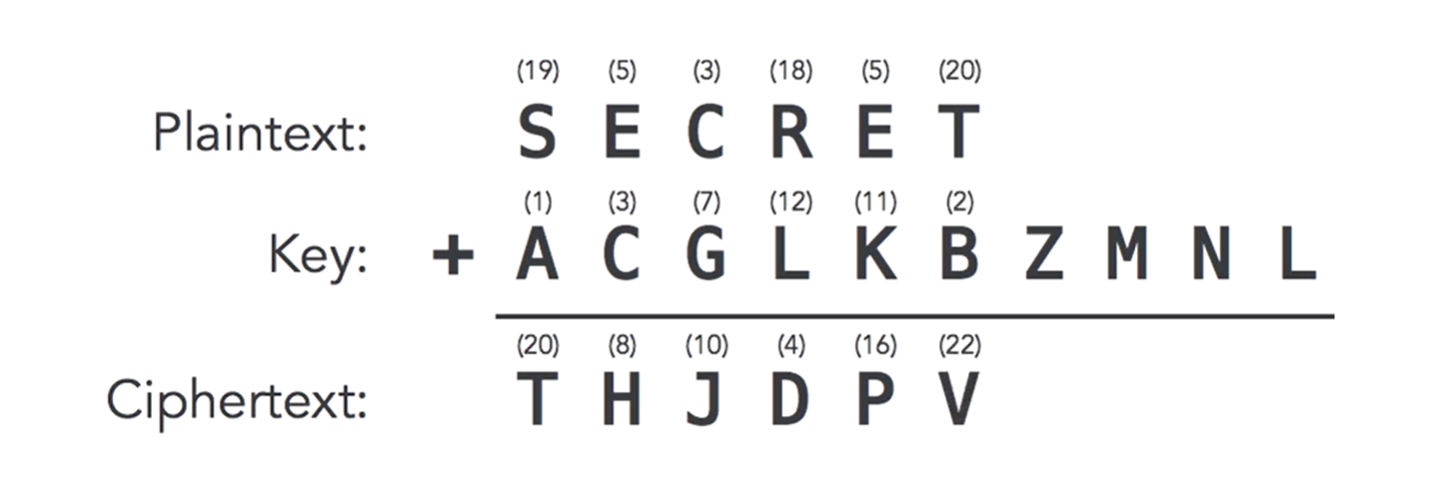 (19) (5) (3) (18) (5) (20)
Plaintext: S E C R E T
(1) (3) (7) (12) (11) (2)
Key: + A C G L K B Z M N L
(20) (8) (10) (4) (16) (22)
Ciphertext: T H J D P V